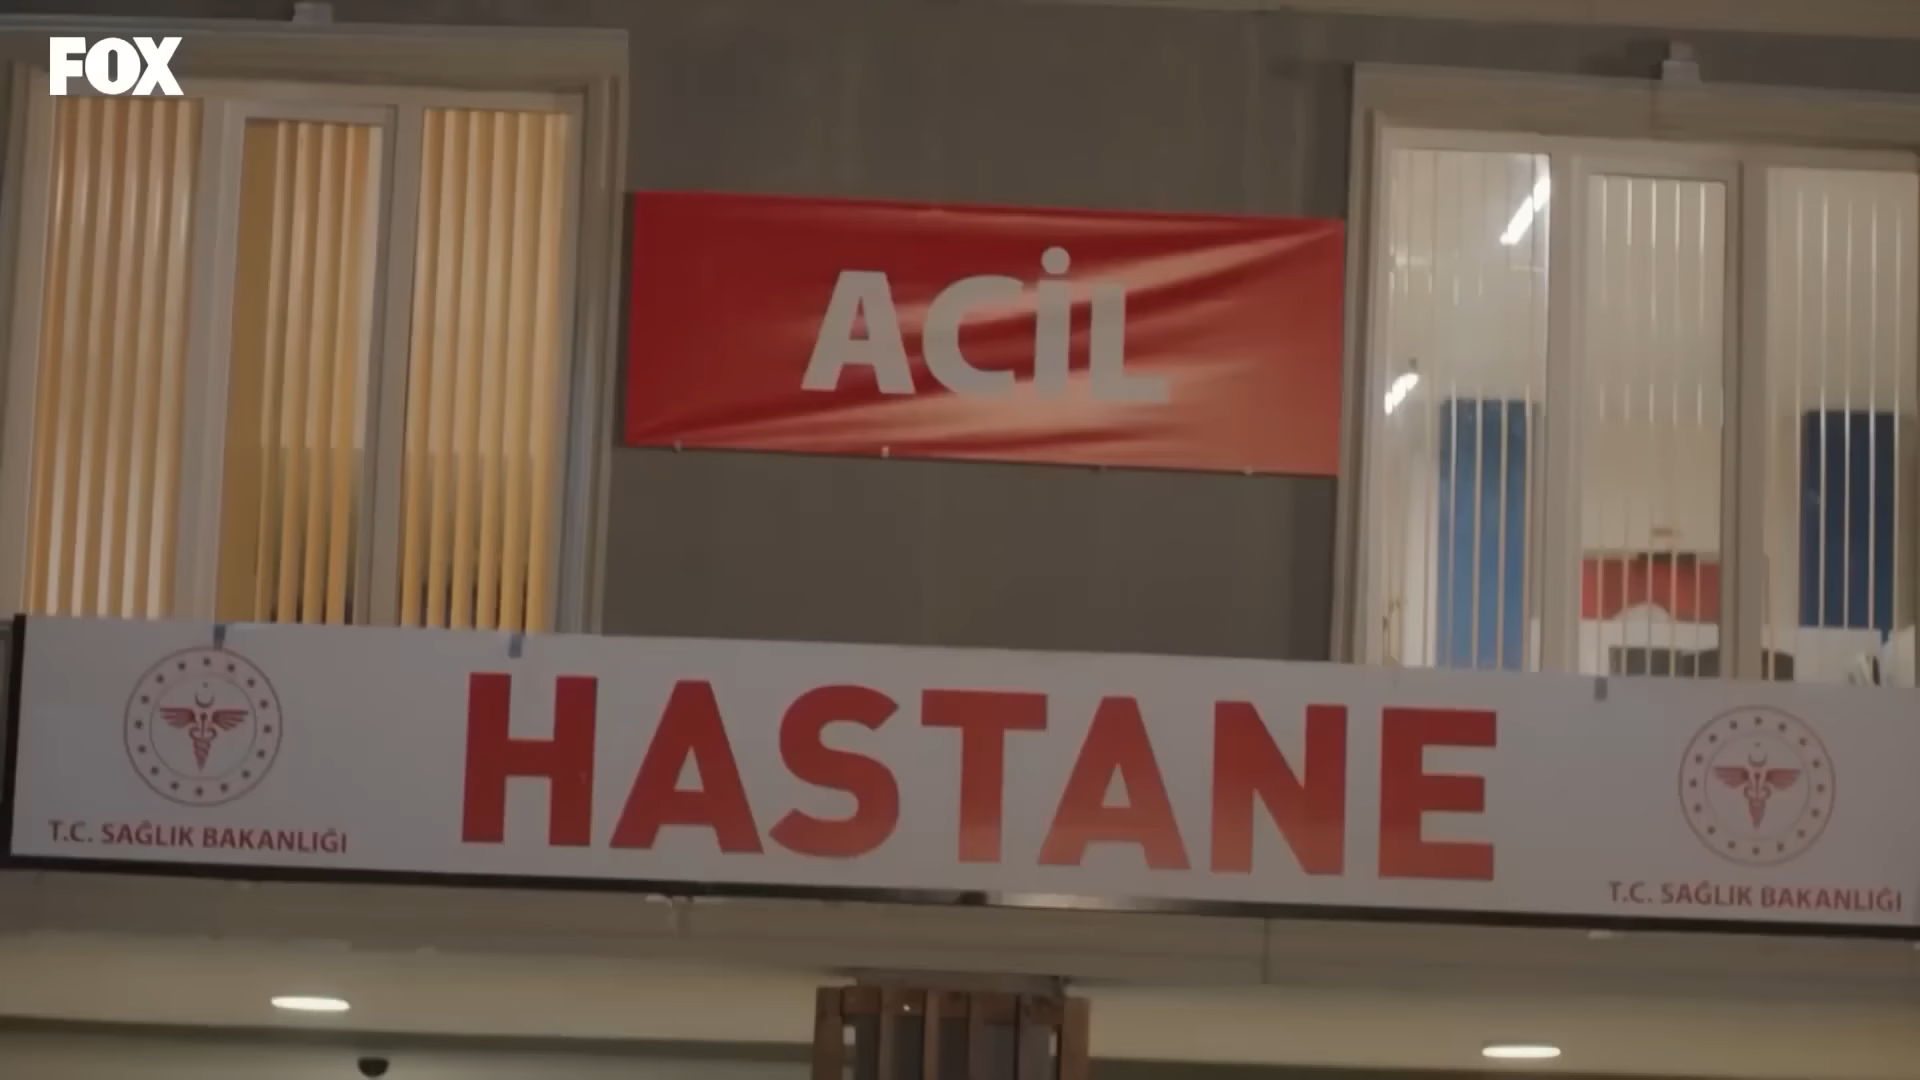 FOX
ACİL
HASTANE
T.C. SAĞLIK BAKANLIĞI
T.C. SAĞLIK BAKANLIĞI